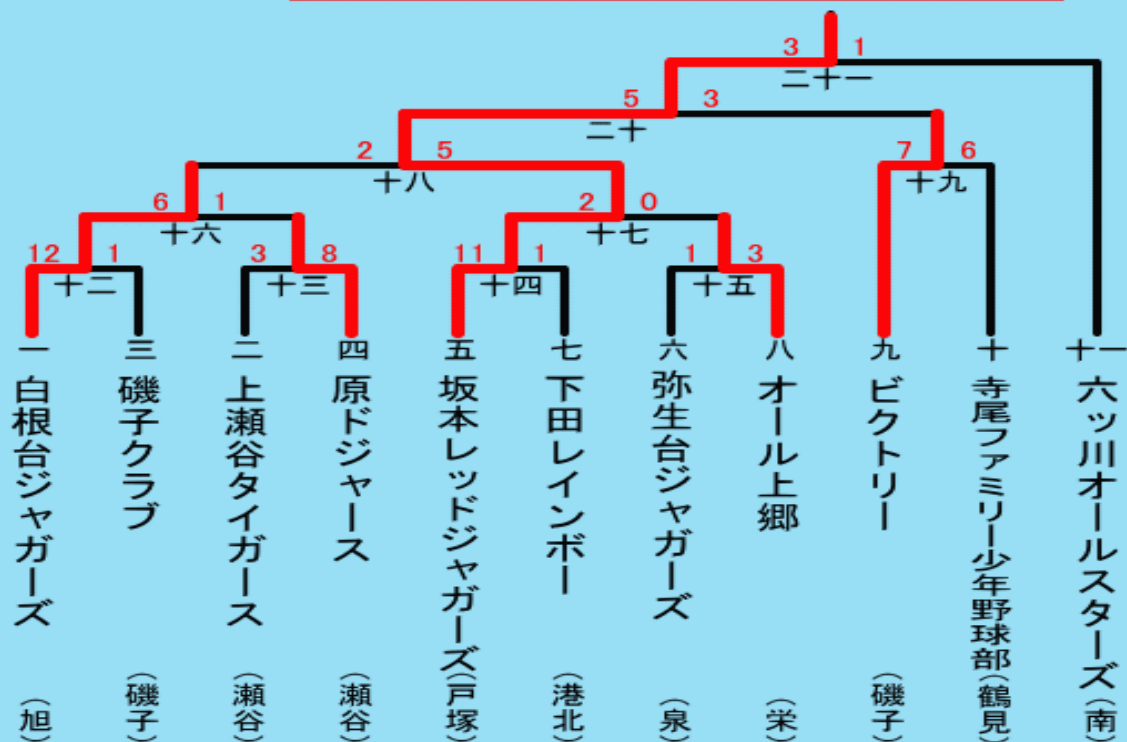 3 1
二十一
5 3
二十
2 5
十八
7 6
十九
6 1
十六
2 0
十七
12 1
十二
3 8
十三
11 1
十四
1 3
十五
一 白根台ジャガーズ (旭)
三 磯子クラブ (磯子)
二 上瀬谷タイガース (瀬谷)
四 原ドジャース (瀬谷)
五 坂本レッドジャガーズ (戸塚)
七 下田レインボー (港北)
六 弥生台ジャガーズ (泉)
八 オール上郷 (栄)
九 ビクトリー (磯子)
十 寺尾ファミリー少年野球部 (鶴見)
十一 六ッ川オールスターズ (南)